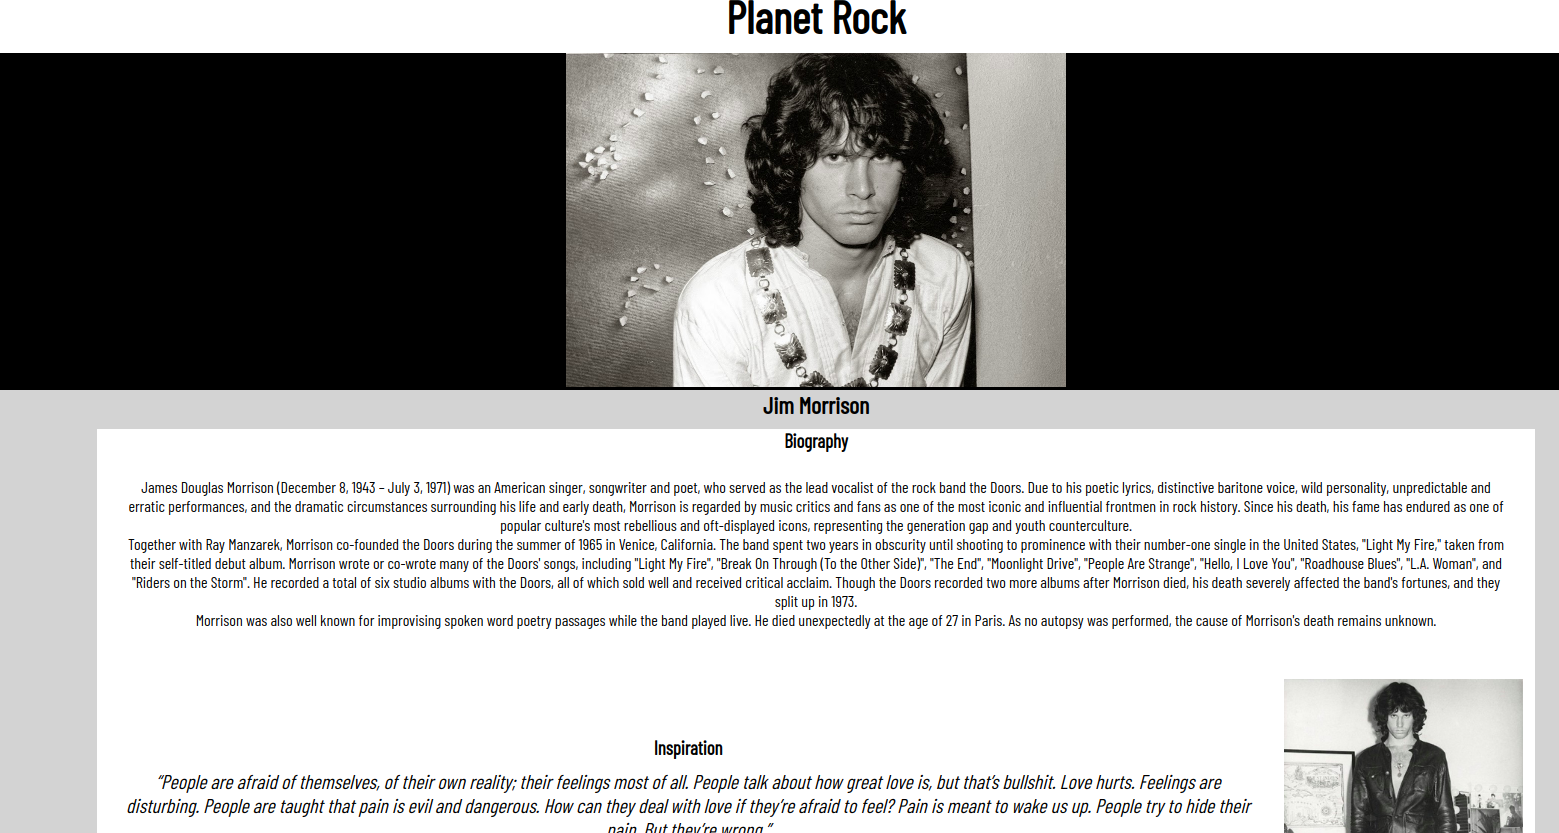 Planet Rock
Jim Morrison
Biography
James Douglas Morrison (December 8, 1943 – July 3, 1971) was an American singer, songwriter and poet, who served as the lead vocalist of the rock band the Doors. Due to his poetic lyrics, distinctive baritone voice, wild personality, unpredictable and
erratic performances, and the dramatic circumstances surrounding his life and early death, Morrison is regarded by music critics and fans as one of the most iconic and influential frontmen in rock history. Since his death, his fame has endured as one of
popular culture's most rebellious and oft-displayed icons, representing the generation gap and youth counterculture.
Together with Ray Manzarek, Morrison co-founded the Doors during the summer of 1965 in Venice, California. The band spent two years in obscurity until shooting to prominence with their number-one single in the United States, "Light My Fire," taken from
their self-titled debut album. Morrison wrote or co-wrote many of the Doors' songs, including "Light My Fire", "Break On Through (To the Other Side)", "The End", "Moonlight Drive", "People Are Strange", "Hello, I Love You", "Roadhouse Blues", "L.A. Woman", and
"Riders on the Storm". He recorded a total of six studio albums with the Doors, all of which sold well and received critical acclaim. Though the Doors recorded two more albums after Morrison died, his death severely affected the band's fortunes, and they
split up in 1973.
Morrison was also well known for improvising spoken word poetry passages while the band played live. He died unexpectedly at the age of 27 in Paris. As no autopsy was performed, the cause of Morrison's death remains unknown.
Inspiration
“People are afraid of themselves, of their own reality; their feelings most of all. People talk about how great love is, but that’s bullshit. Love hurts. Feelings are
disturbing. People are taught that pain is evil and dangerous. How can they deal with love if they’re afraid to feel? Pain is meant to wake us up. People try to hide their
pain. But they’re wrong.”